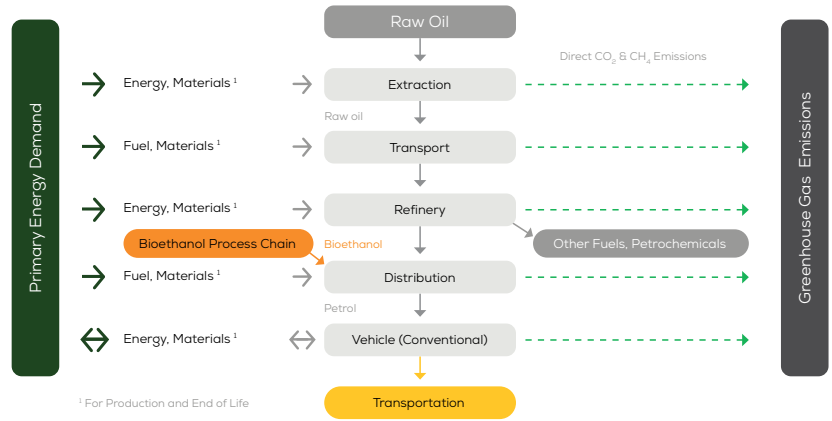 Raw Oil
Direct CO₂ & CH₄ Emissions
Energy, Materials ¹
Extraction
Raw oil
Fuel, Materials ¹
Transport
Energy, Materials ¹
Refinery
Bioethanol Process Chain
Bioethanol
Other Fuels, Petrochemicals
Fuel, Materials ¹
Distribution
Petrol
Energy, Materials ¹
Vehicle (Conventional)
¹ For Production and End of Life
Transportation
Primary Energy Demand
Greenhouse Gas Emissions